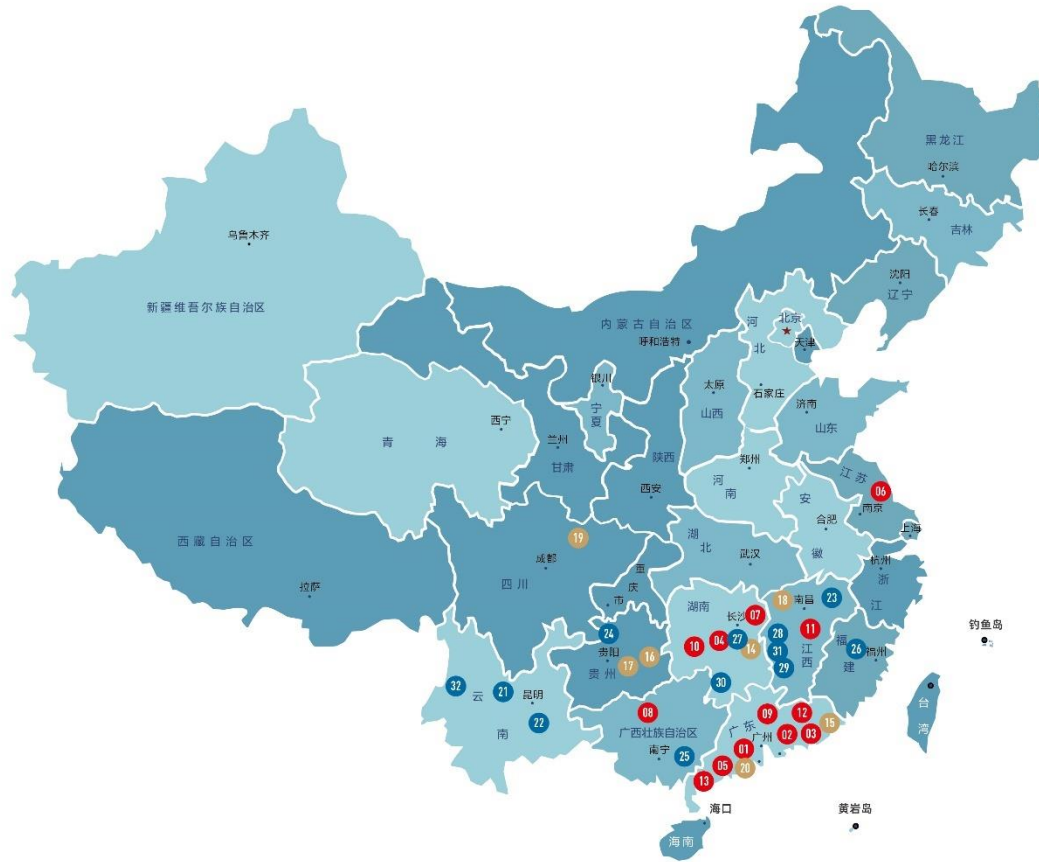 黑龙江
哈尔滨
长春
吉林
沈阳
辽宁
乌鲁木齐
新疆维吾尔族自治区
内蒙古自治区
呼和浩特
河北
北京
天津
石家庄
银川
宁夏
太原
山西
济南
山东
西宁
青海
兰州
甘肃
陕西
西安
郑州
河南
江苏
06
南京
安徽
合肥
上海
湖北
武汉
杭州
浙江
西藏自治区
拉萨
19
成都
四川
重庆市
湖南
长沙
07
18
南昌
23
24
贵阳
贵州
17
16
10
04
27
14
28
11
31
29
江西
福建
26
福州
钓鱼岛
32
21
云南
昆明
22
30
08
广西壮族自治区
南宁
25
广东
09
12
15
广州
02
03
01
05
20
13
台湾
海口
海南
黄岩岛